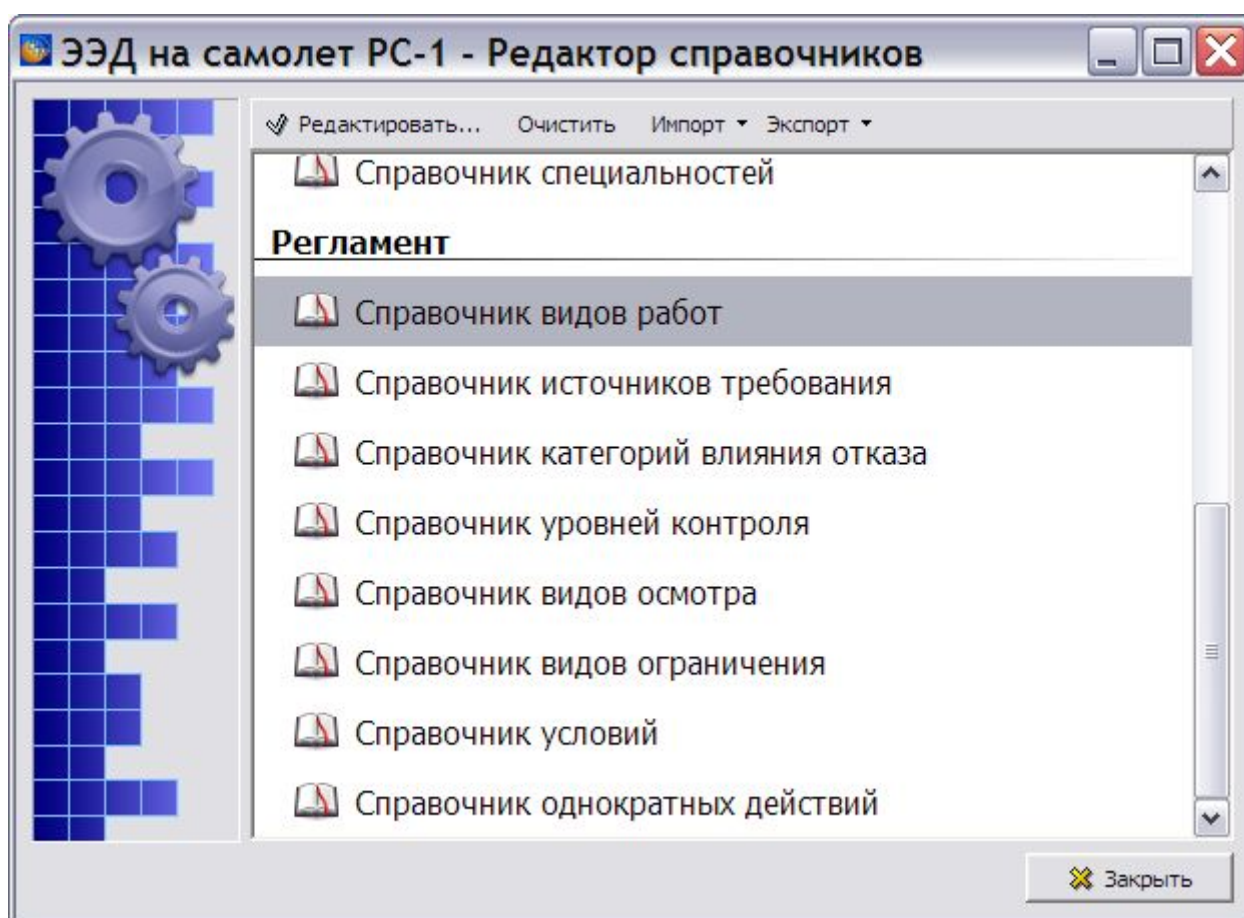 ЭЭД на самолет РС-1 - Редактор справочников
Редактировать... Очистить Импорт Экспорт
Справочник специальностей
Регламент
Справочник видов работ
Справочник источников требования
Справочник категорий влияния отказа
Справочник уровней контроля
Справочник видов осмотра
Справочник видов ограничения
Справочник условий
Справочник однократных действий
Закрыть